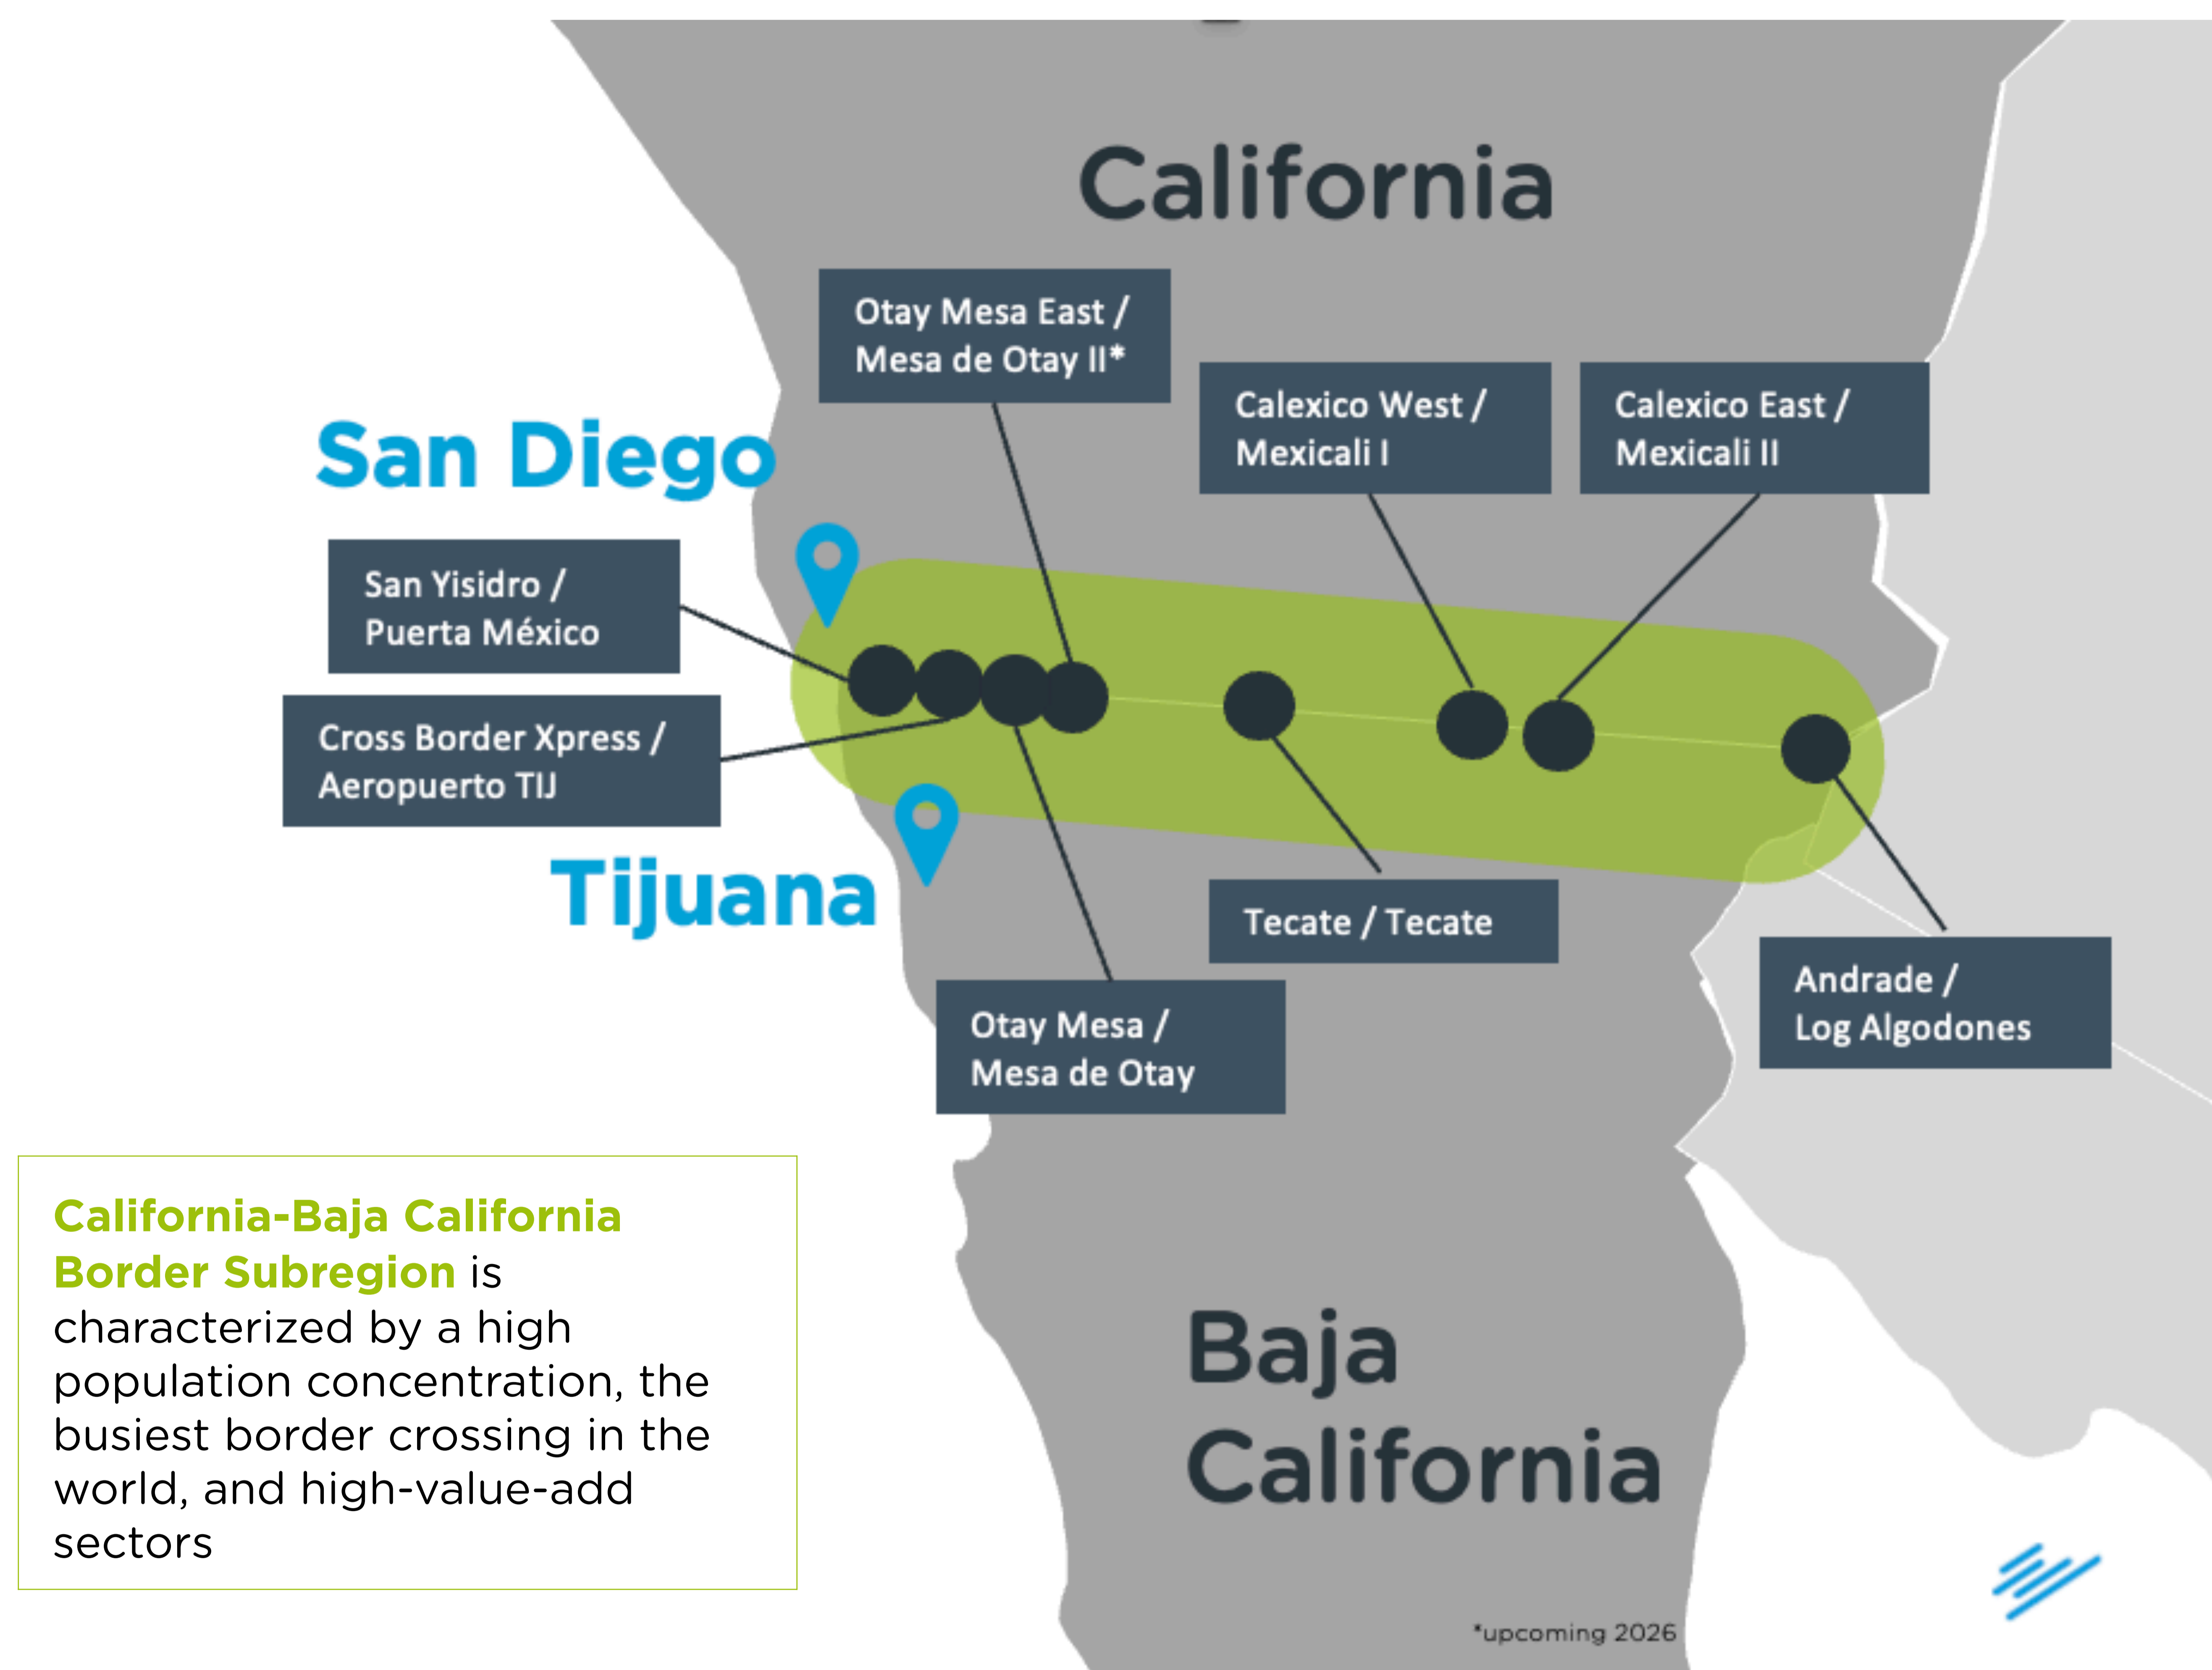 California
Otay Mesa East /
Mesa de Otay II*
Calexico West /
Mexicali I
Calexico East /
Mexicali II
San Diego
San Yisidro /
Puerta México
Cross Border Xpress /
Aeropuerto TIJ
Tijuana
Tecate / Tecate
Otay Mesa /
Mesa de Otay
Andrade /
Log Algodones
California-Baja California
Border Subregion is
characterized by a high
population concentration, the
busiest border crossing in the
world, and high-value-add
sectors
Baja
California
*upcoming 2026